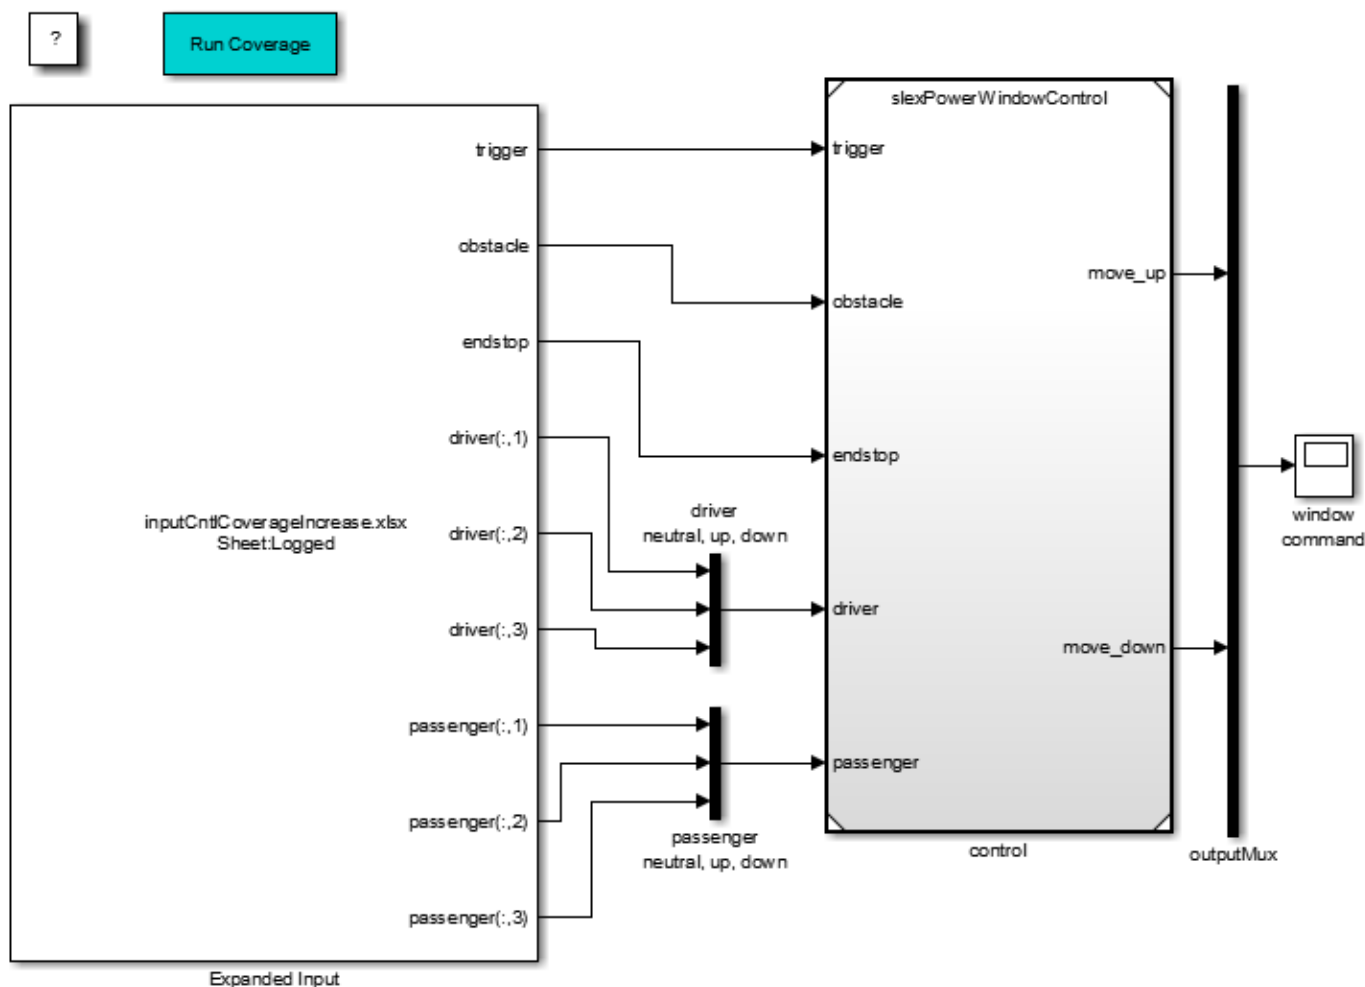 ?
Run Coverage
inputCntlCoverageIncrease.xlsx
Sheet:Logged
trigger
obstacle
endstop
driver(:,1)
driver(:,2)
driver(:,3)
passenger(:,1)
passenger(:,2)
passenger(:,3)
Expanded Input
driver
neutral, up, down
passenger
neutral, up, down
slexPowerWindowControl
trigger
obstacle
endstop
driver
passenger
move_up
move_down
control
outputMux
window
command